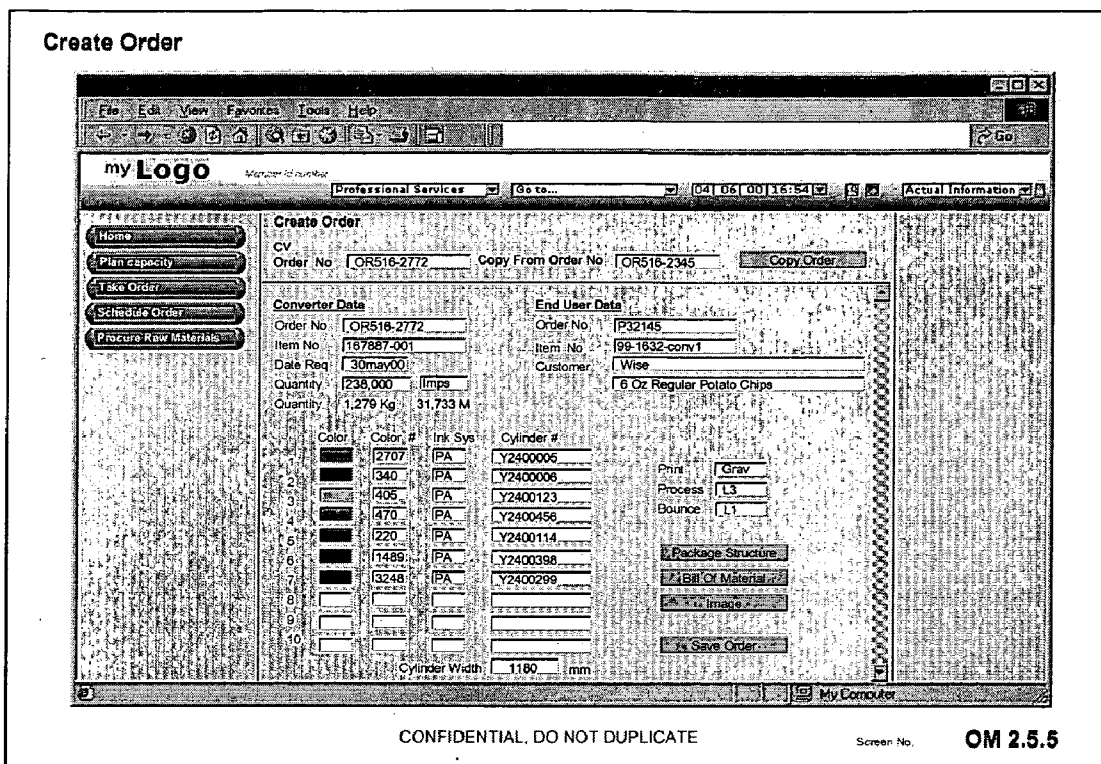 Create Order
File Edit View Favorites Tools Help
Go
my Logo Member id number
Professional Services Go to... 04 06 00 16:54 Actual Information
Home
Plan capacity
Take Order
Schedule Order
Procure Raw Materials
Create Order
CV
Order No OR516-2772 Copy From Order No OR516-2345 Copy Order
Converter Data End User Data
Order No OR516-2772 Order No P32145
Item No 167887-001 Item No 99-1632-conv1
Date Req 30may00 Customer Wise
Quantity 238,000 Imps 6 Oz Regular Potato Chips
Quantity 1,279 Kg 31,733 M
Color Color # Ink Sys Cylinder #
1 2707 PA Y2400005
2 340 PA Y2400006
3 405 PA Y2400123
4 470 PA Y2400456
5 220 PA Y2400114
6 1489 PA Y2400398
7 3248 PA Y2400299
8
9
10
Print Grav
Process L3
Bounce L1
Package Structure
Bill Of Material
Image
Save Order
Cylinder Width 1180 mm
My Computer
CONFIDENTIAL, DO NOT DUPLICATE Screen No. OM 2.5.5